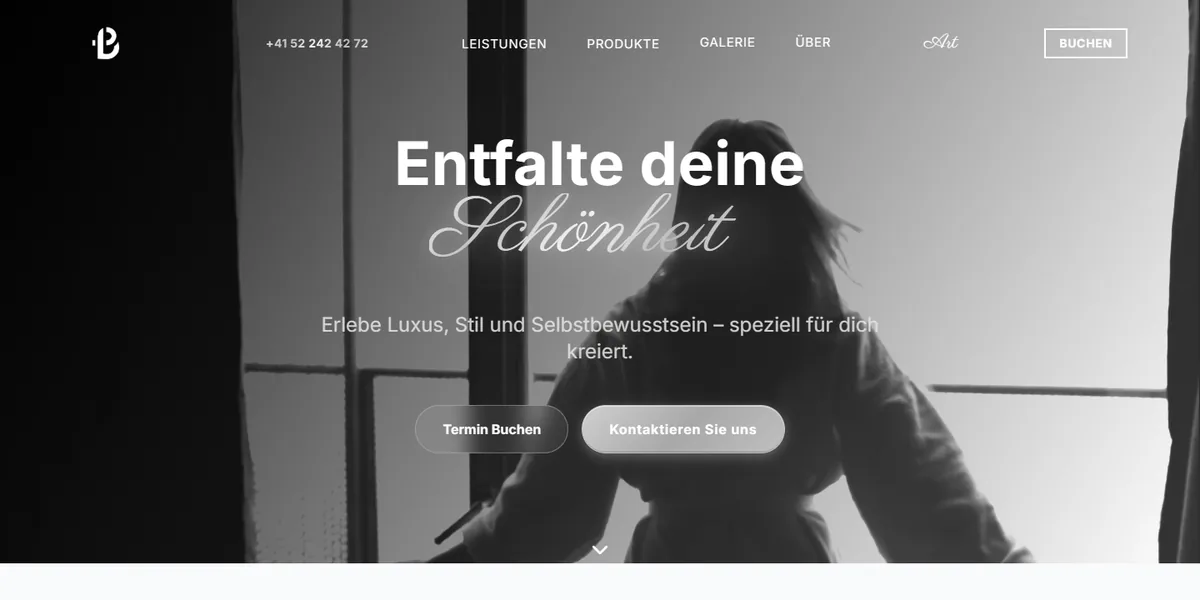 B
+41 52 242 42 72
LEISTUNGEN
PRODUKTE
GALERIE
ÜBER
Art
BUCHEN
Entfalte deine
Schönheit
Erlebe Luxus, Stil und Selbstbewusstsein – speziell für dich
kreiert.
Termin Buchen
Kontaktieren Sie uns